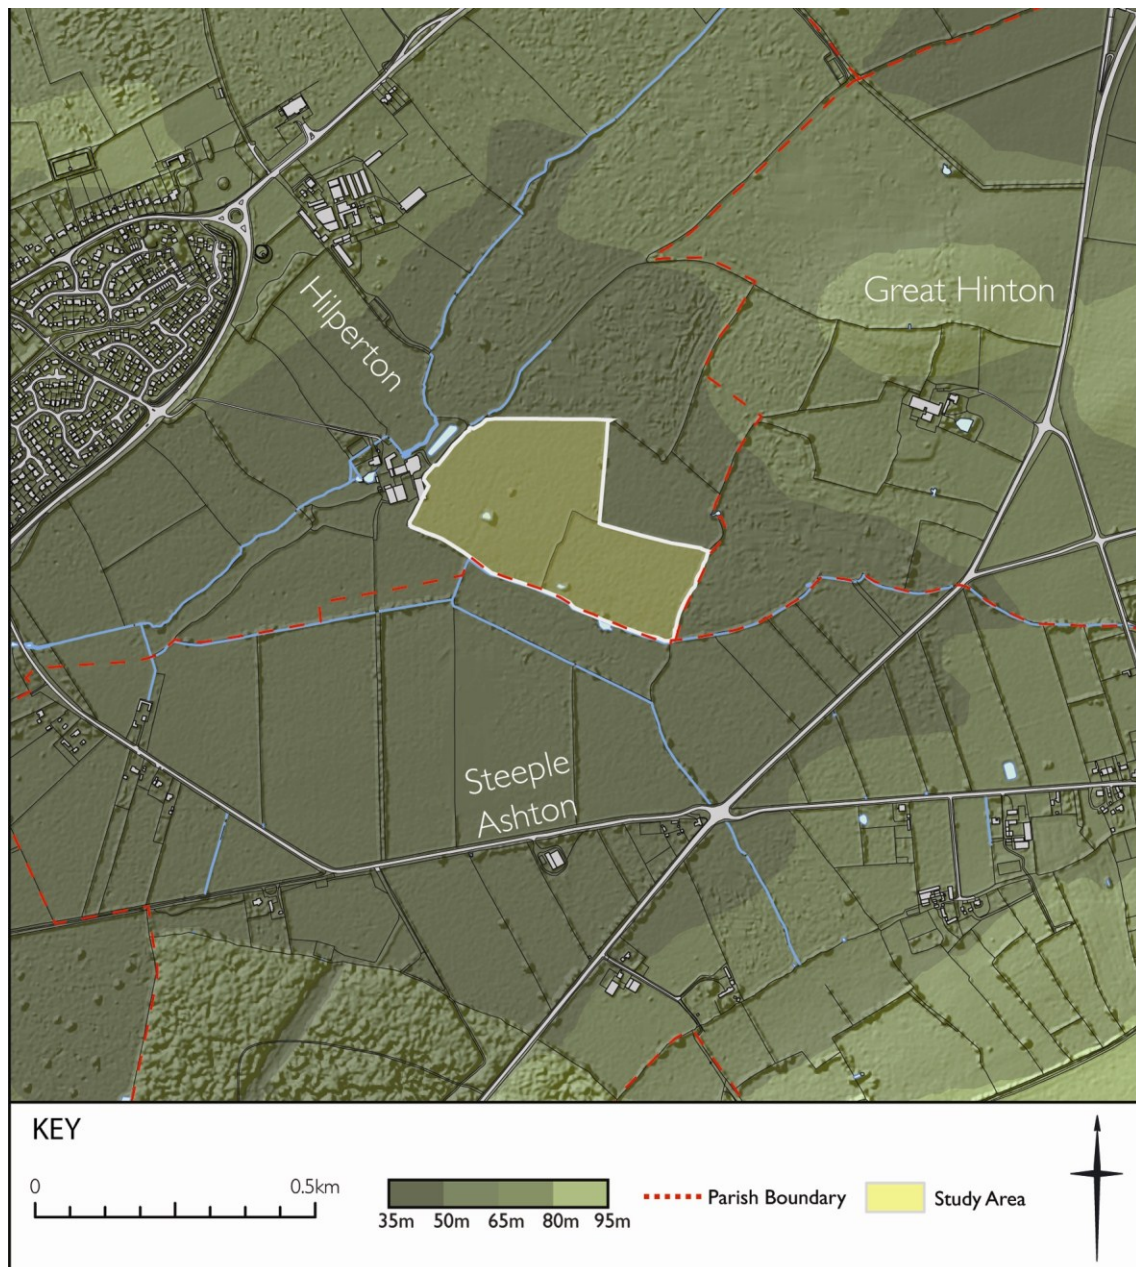 Hilperton
Great Hinton
Steeple
Ashton
KEY
0 0.5km
35m 50m 65m 80m 95m
Parish Boundary
Study Area